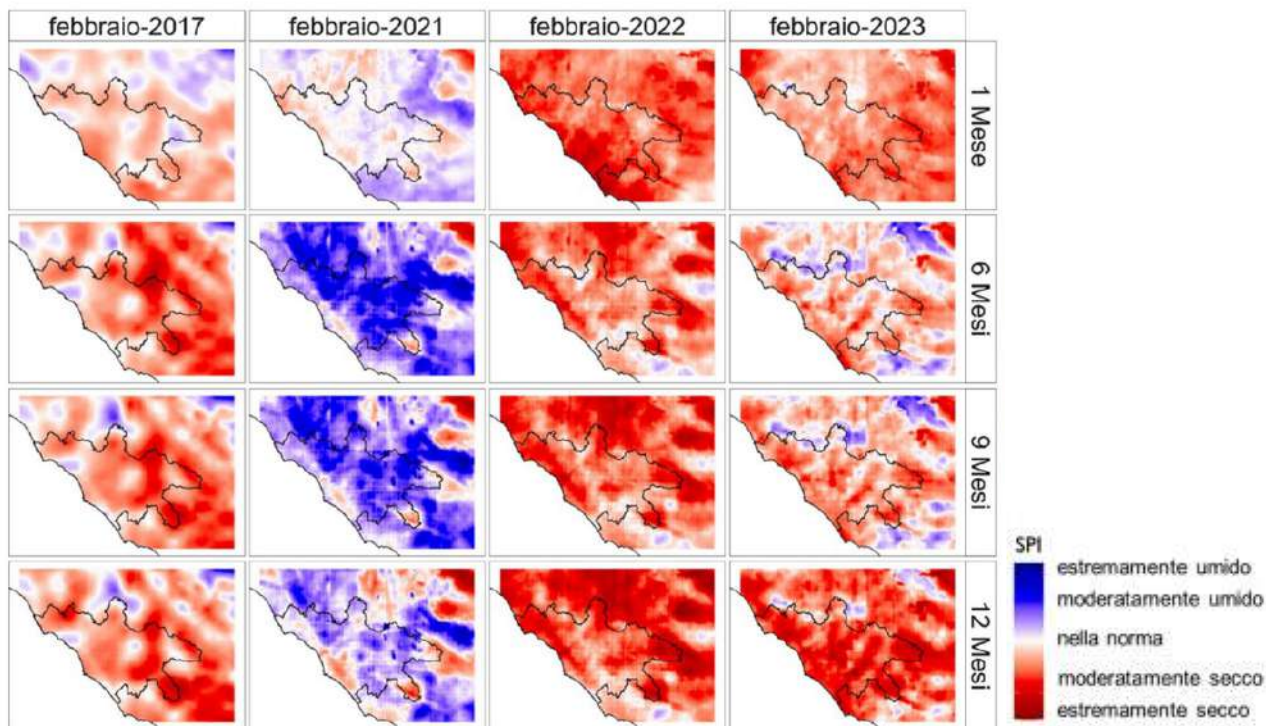 febbraio-2017 febbraio-2021 febbraio-2022 febbraio-2023
1 Mese
6 Mesi
9 Mesi
12 Mesi
SPI
estremamente umido
moderatamente umido
nella norma
moderatamente secco
estremamente secco